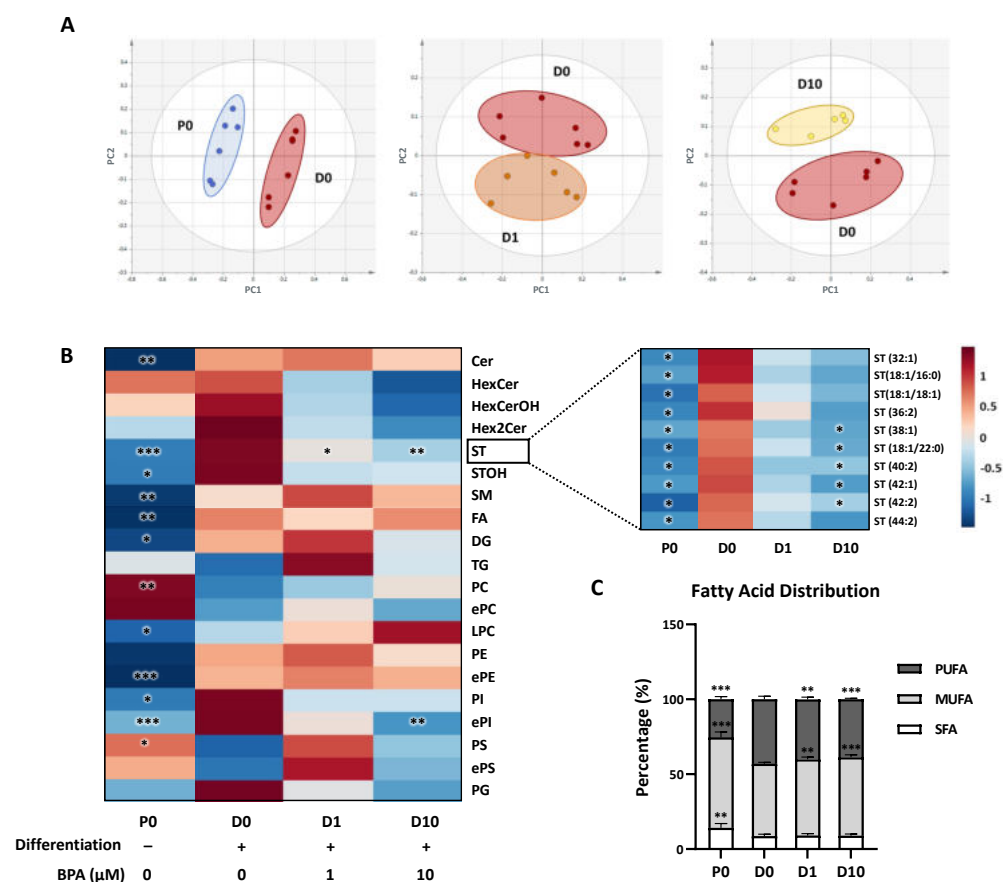 A
P0
D0
PC2
PC1
D0
D1
PC2
PC1
D10
D0
PC2
PC1
B
** Cer
HexCer
HexCerOH
Hex2Cer
*** * ** ST
* STOH
** SM
** FA
* DG
TG
** PC
ePC
* LPC
PE
*** ePE
* PI
*** ** ePI
* PS
ePS
PG
P0 D0 D1 D10
Differentiation – + + +
BPA (µM) 0 0 1 10
* ST (32:1)
* ST(18:1/16:0)
* ST(18:1/18:1)
* ST (36:2)
* * ST (38:1)
* * ST (18:1/22:0)
* * ST (40:2)
* * ST (42:1)
* * ST (42:2)
* ST (44:2)
P0 D0 D1 D10
1
0
-1
C
Fatty Acid Distribution
Percentage (%)
150
100
50
0
*** ** ***
*** ** ***
**
P0 D0 D1 D10
PUFA
MUFA
SFA